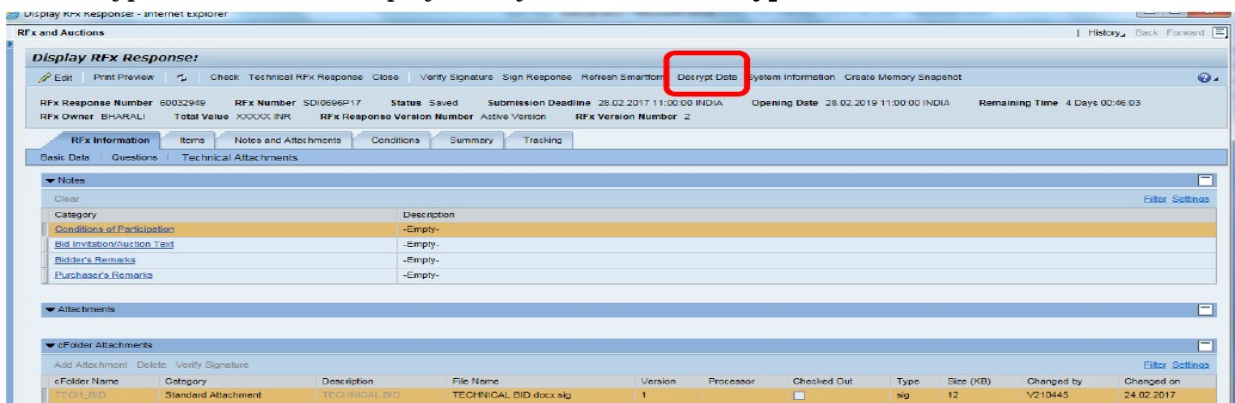 Display RFx Response: - Internet Explorer
RFx and Auctions | History Back Forward
Display RFx Response:
Edit | Print Preview | Check Technical RFx Response Close | Verify Signature Sign Response Refresh Smartform Decrypt Data System Information Create Memory Snapshot
RFx Response Number 60032949 RFx Number SDI0696P17 Status Saved Submission Deadline 28.02.2017 11:00:00 INDIA Opening Date 28.02.2019 11:00:00 INDIA Remaining Time 4 Days 00:46:03
RFx Owner BHARALI Total Value XXXXX INR RFx Response Version Number Active Version RFx Version Number 2
RFx Information Items Notes and Attachments Conditions Summary Tracking
Basic Data | Questions | Technical Attachments
Notes
Clear Filter Settings
Category Description
Conditions of Participation -Empty-
Bid Invitation/Auction Text -Empty-
Bidder's Remarks -Empty-
Purchaser's Remarks -Empty-
Attachments
cFolder Attachments
Add Attachment Delete Verify Signature Filter Settings
cFolder Name Category Description File Name Version Processor Checked Out Type Size (KB) Changed by Changed on
TECH_BID Standard Attachment TECHNICAL BID TECHNICAL BID.docx.sig 1 sig 12 V210445 24.02.2017